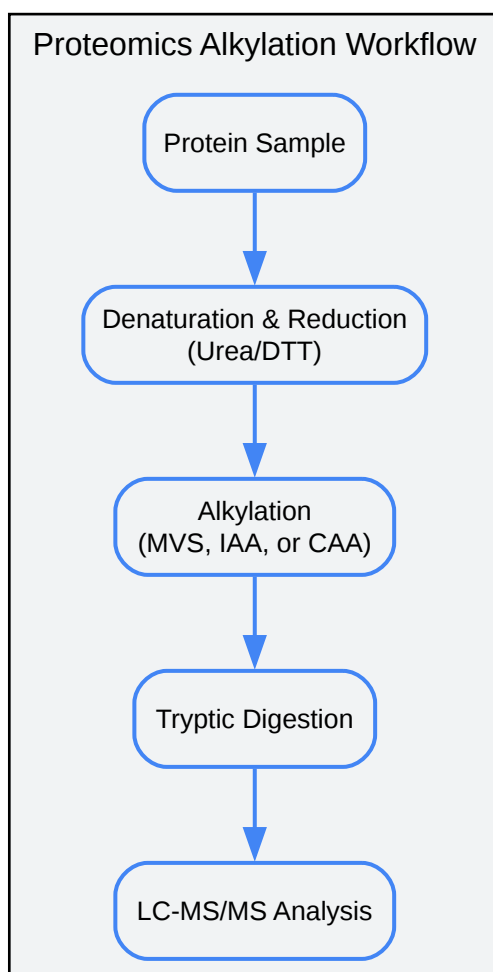 Proteomics Alkylation Workflow
Protein Sample
Denaturation & Reduction
(Urea/DTT)
Alkylation
(MVS, IAA, or CAA)
Tryptic Digestion
LC-MS/MS Analysis